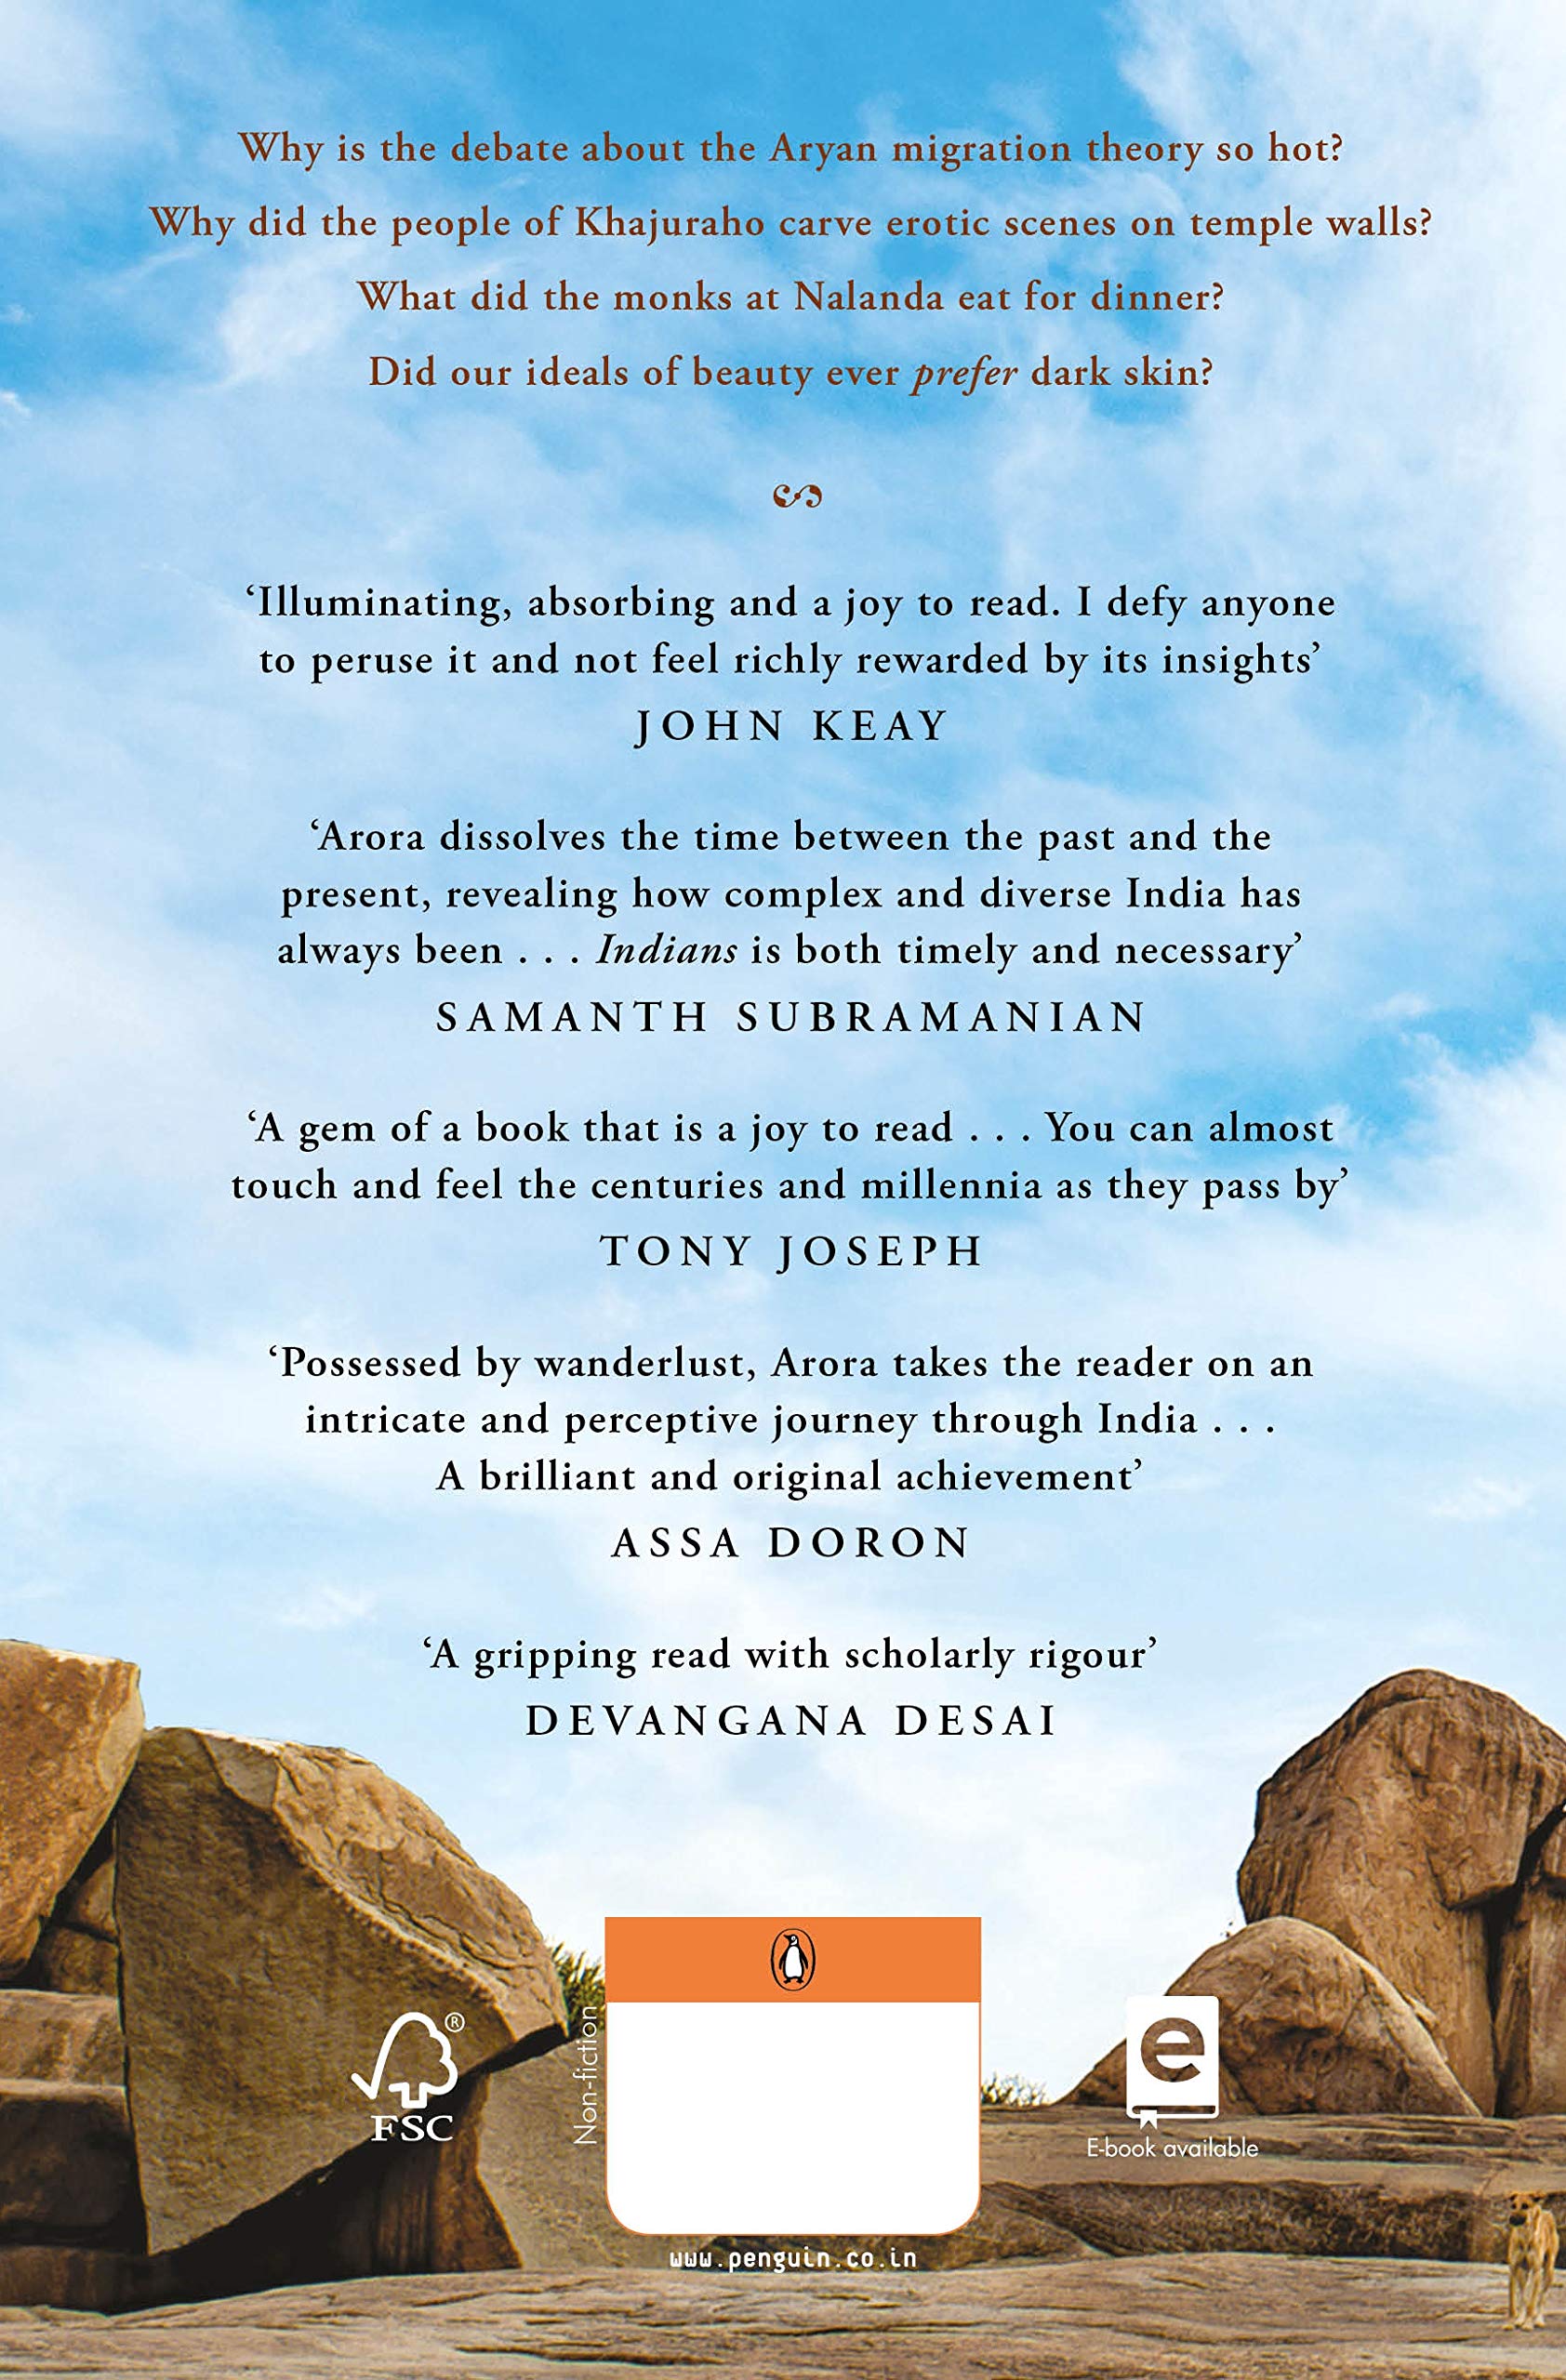 Why is the debate about the Aryan migration theory so hot?
Why did the people of Khajuraho carve erotic scenes on temple walls?
What did the monks at Nalanda eat for dinner?
Did our ideals of beauty ever prefer dark skin?
‘Illuminating, absorbing and a joy to read. I defy anyone
to peruse it and not feel richly rewarded by its insights’
JOHN KEAY
‘Arora dissolves the time between the past and the
present, revealing how complex and diverse India has
always been . . . Indians is both timely and necessary’
SAMANTH SUBRAMANIAN
‘A gem of a book that is a joy to read . . . You can almost
touch and feel the centuries and millennia as they pass by’
TONY JOSEPH
‘Possessed by wanderlust, Arora takes the reader on an
intricate and perceptive journey through India . . .
A brilliant and original achievement’
ASSA DORON
‘A gripping read with scholarly rigour’
DEVANGANA DESAI
®
FSC
Non-fiction
e
E-book available
www.penguin.co.in